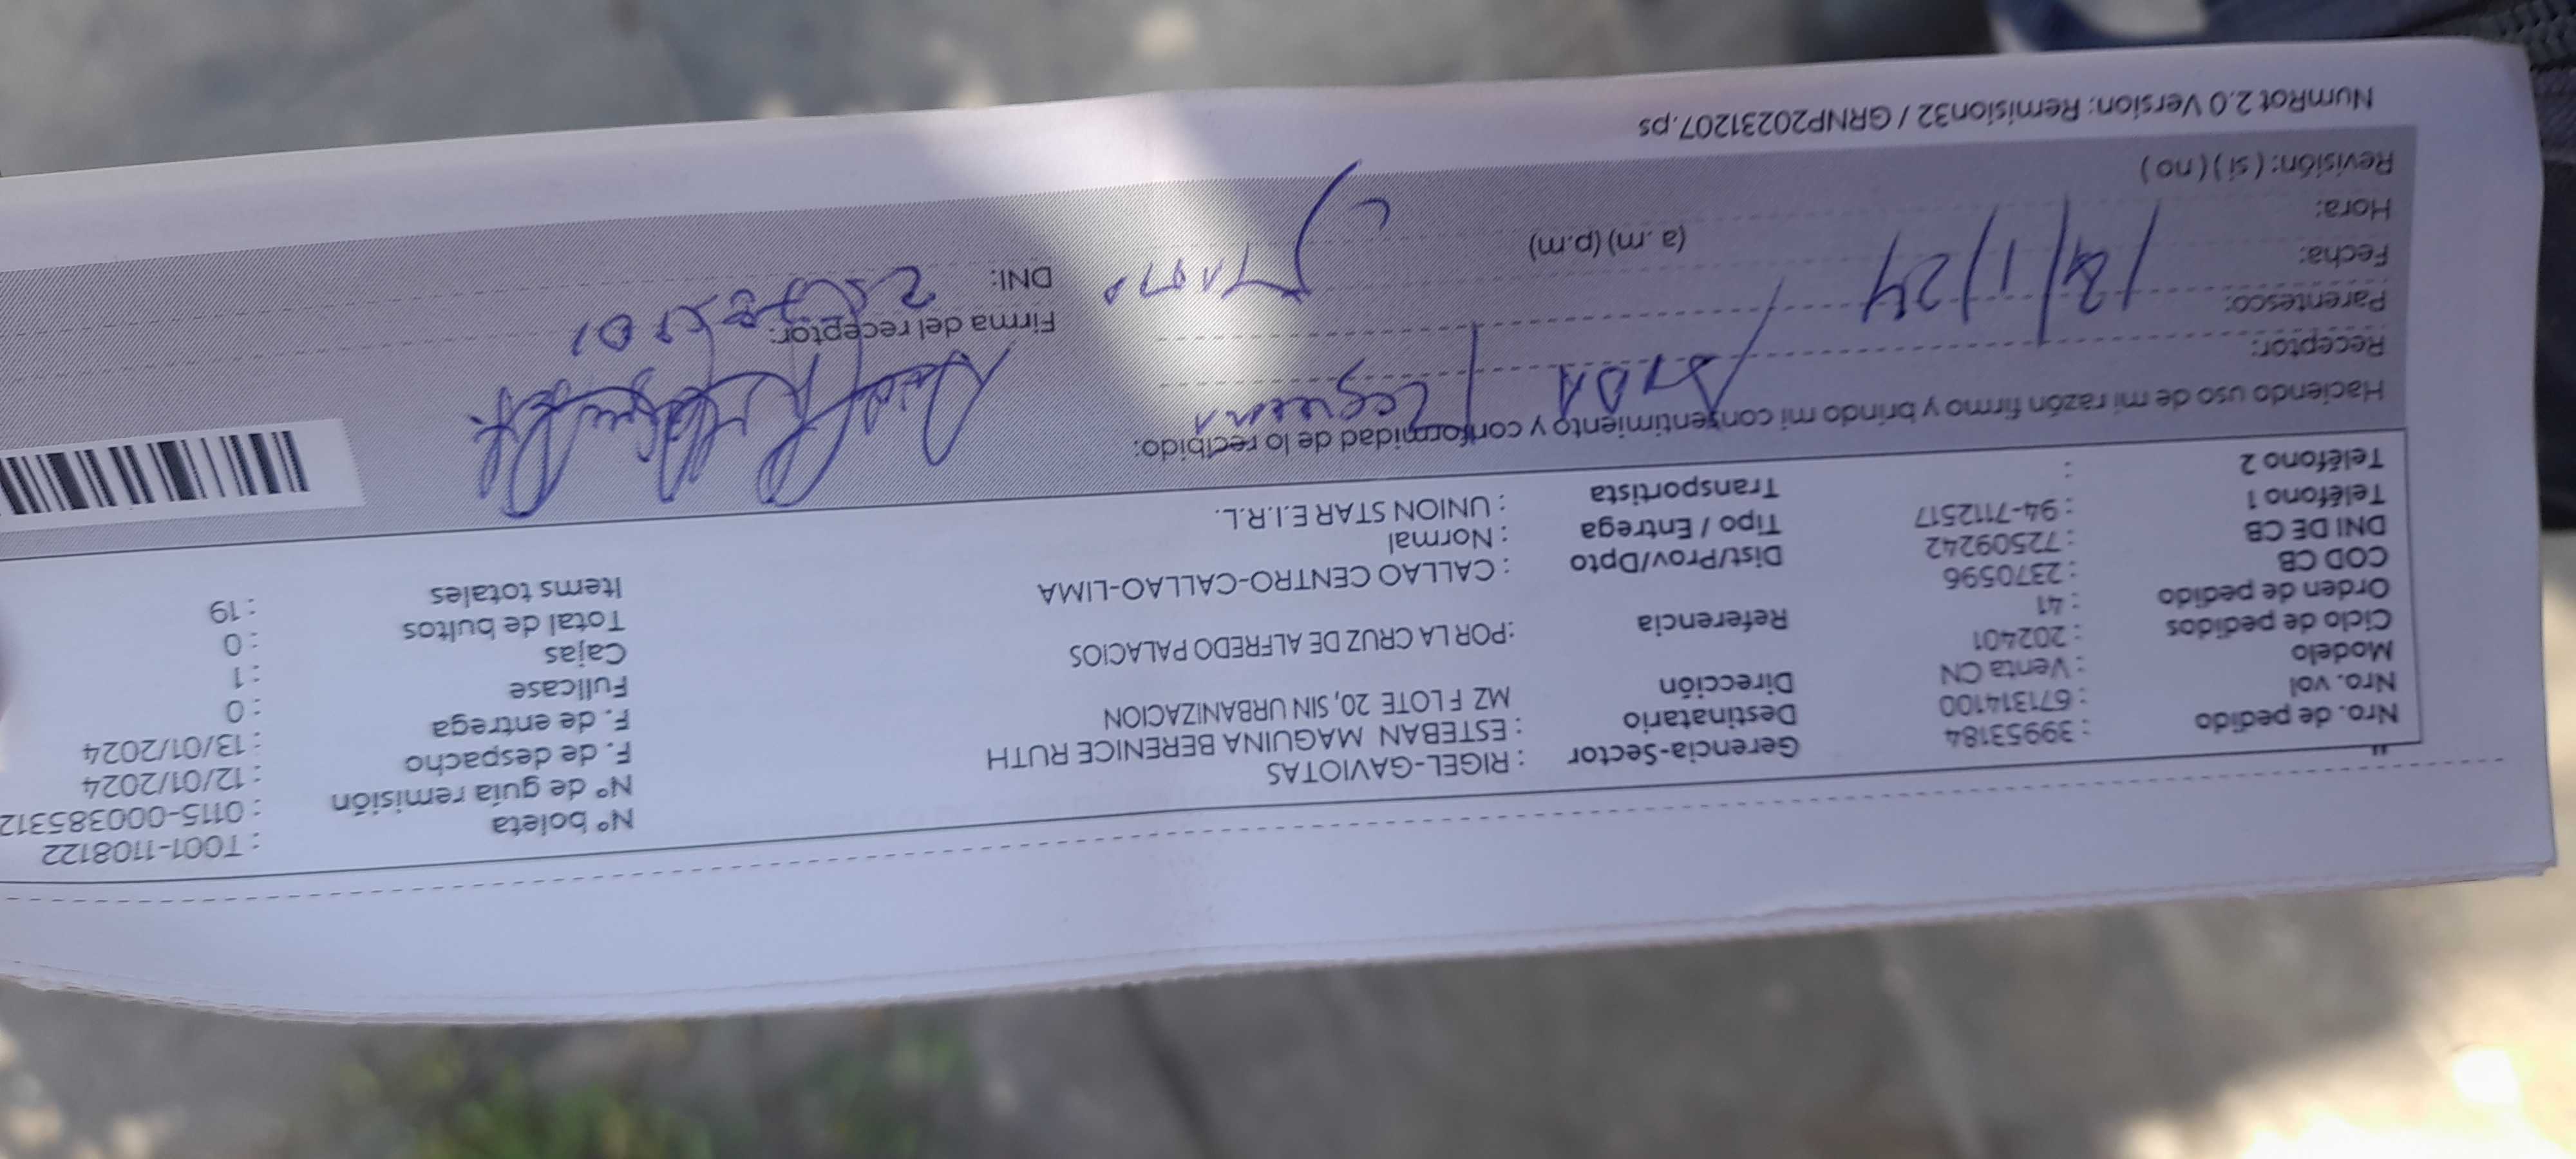 Nro. de pedido : 39953184 Gerencia-Sector : RIGEL-GAVIOTAS Nº boleta : T001-1108122
Nro. vol : 671314100 Destinatario : ESTEBAN MAGUINA BERENICE RUTH Nº de guía remisión : 0115-000385312
Modelo : Venta CN Dirección MZ F LOTE 20, SIN URBANIZACION F. de despacho : 12/01/2024
Ciclo de pedidos : 202401 F. de entrega : 13/01/2024
Orden de pedido : 41 Referencia :POR LA CRUZ DE ALFREDO PALACIOS Fullcase : 0
COD CB : 2370596 Cajas : 1
DNI DE CB : 72509242 Dist/Prov/Dpto : CALLAO CENTRO-CALLAO-LIMA Total de bultos : 0
Teléfono 1 : 94-7112517 Tipo / Entrega : Normal Items totales : 19
Teléfono 2 : Transportista : UNION STAR E.I.R.L.
Haciendo uso de mi razón firmo y brindo mi consentimiento y conformidad de lo recibido:
Receptor:
Parentesco: Firma del receptor:
Fecha: 13/1/24 DNI:
Hora: (a. m) (p.m)
Revisión: ( si ) ( no )
NumRot 2.0 Version: Remision32 / GRNP20231207.ps